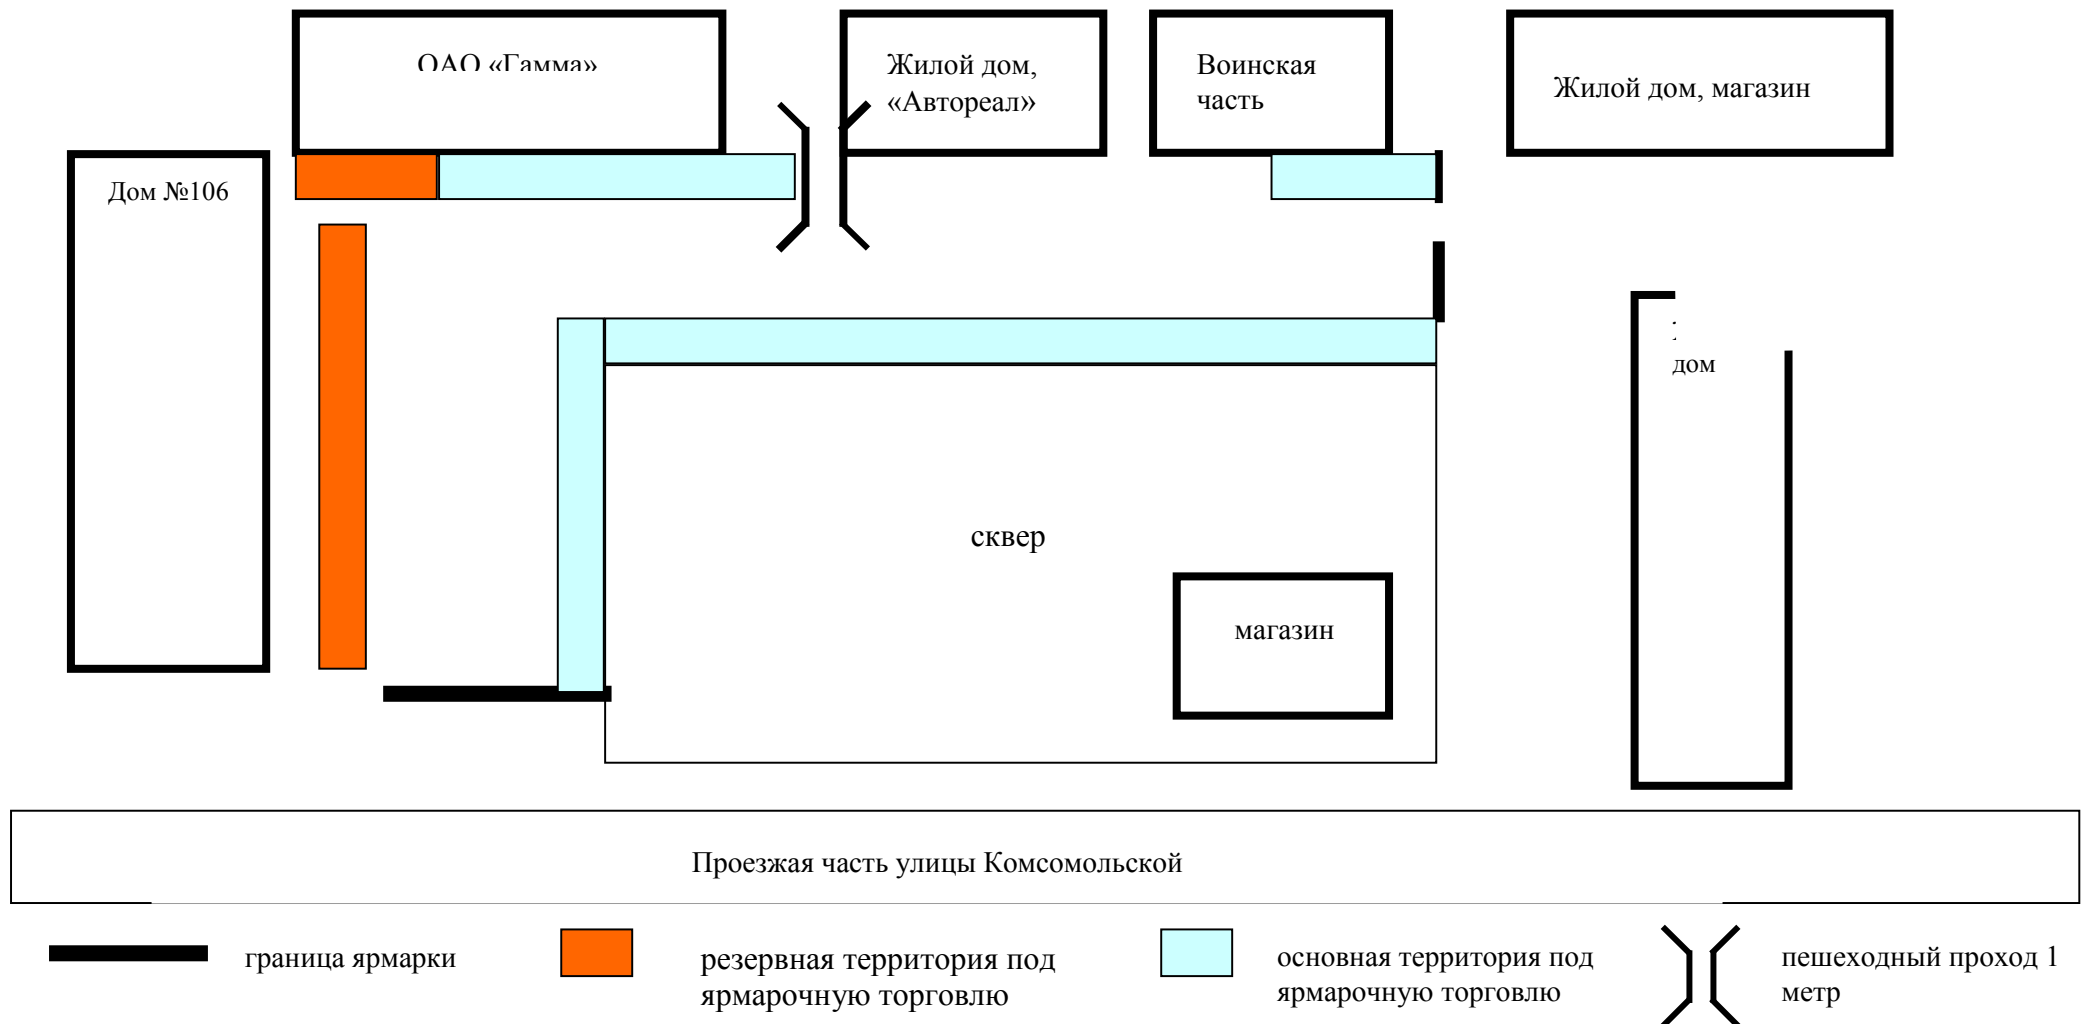 ОАО «Гамма»
Жилой дом,
«Автореал»
Воинская
часть
Жилой дом, магазин
Дом №106
дом
сквер
магазин
Проезжая часть улицы Комсомольской
граница ярмарки
резервная территория под
ярмарочную торговлю
основная территория под
ярмарочную торговлю
пешеходный проход 1
метр